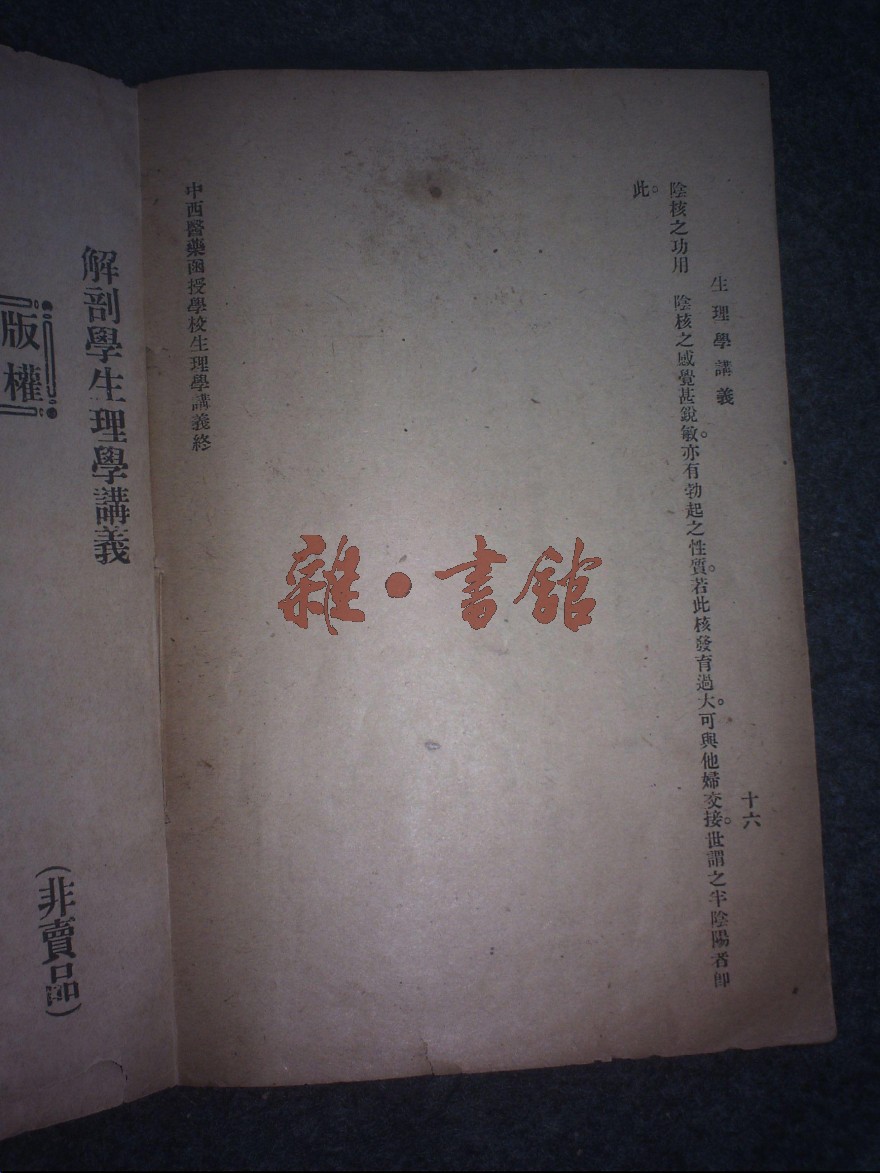 生理學講義
十六
陰核之功用　陰核之感覺甚銳敏。亦有勃起之性質。若此核發育過大。可與他婦交接。世謂之半陰陽者卽
此。
中西醫藥函授學校生理學講義終
雜·書館
解剖學生理學講義
(非賣品)
版權